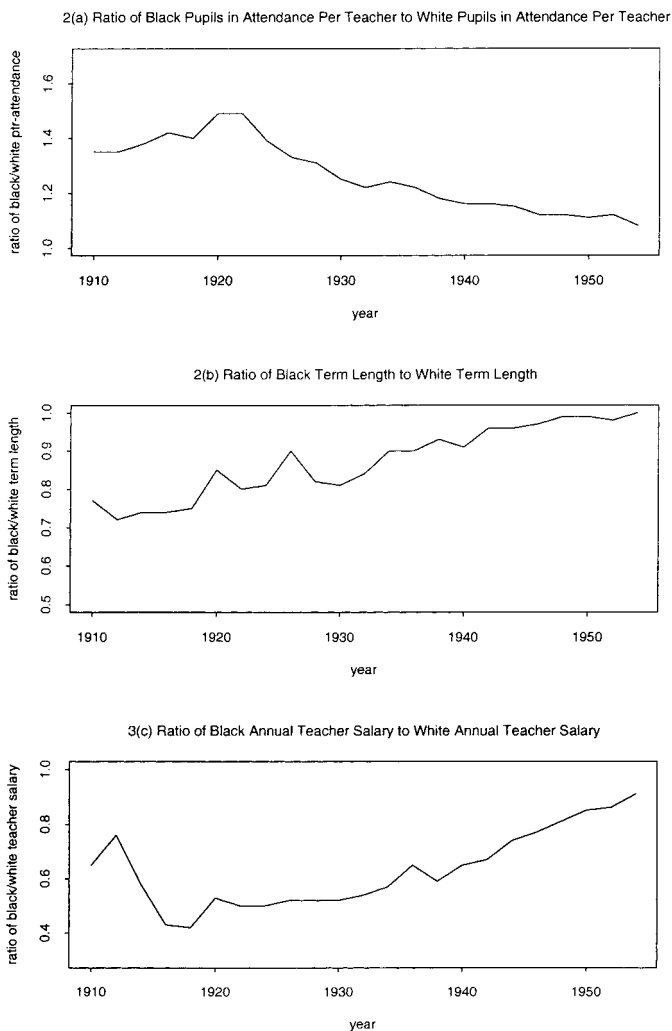 2(a) Ratio of Black Pupils in Attendance Per Teacher to White Pupils in Attendance Per Teacher
ratio of black/white ptr-attendance
1.6
1.4
1.2
1.0
1910 1920 1930 1940 1950
year
2(b) Ratio of Black Term Length to White Term Length
ratio of black/white term length
1.0
0.9
0.8
0.7
0.6
0.5
1910 1920 1930 1940 1950
year
3(c) Ratio of Black Annual Teacher Salary to White Annual Teacher Salary
ratio of black/white teacher salary
1.0
0.8
0.6
0.4
1910 1920 1930 1940 1950
year